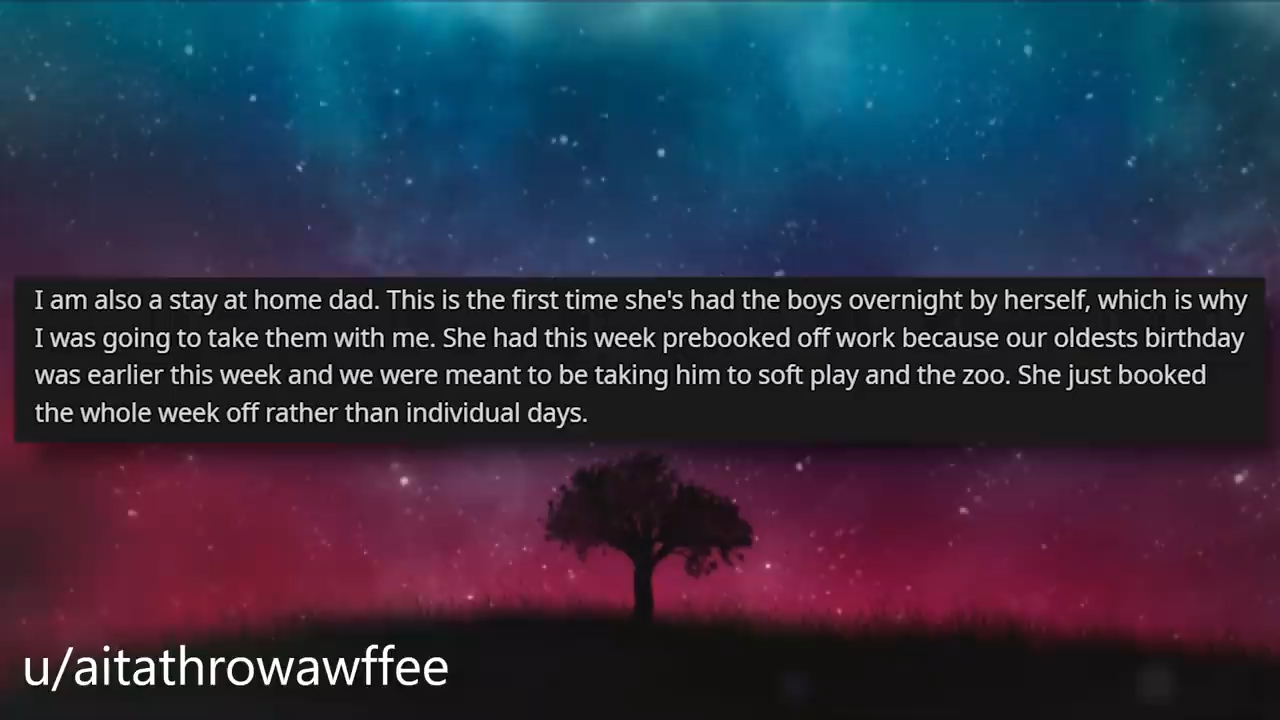 I am also a stay at home dad. This is the first time she's had the boys overnight by herself, which is why
I was going to take them with me. She had this week prebooked off work because our oldests birthday
was earlier this week and we were meant to be taking him to soft play and the zoo. She just booked
the whole week off rather than individual days.
u/aitathrowawffee